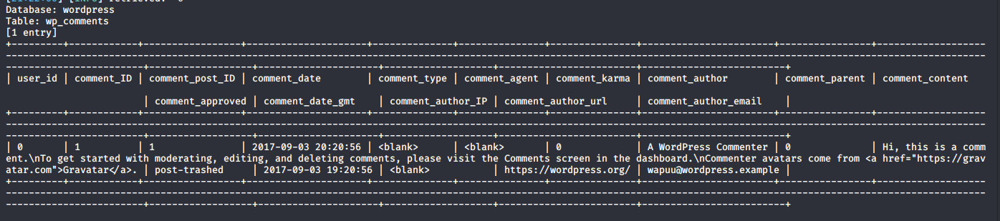 Database: wordpress
Table: wp_comments
[1 entry]
+---------+------------+-----------------+---------------------+--------------+---------------+---------------+----------------------+----------------+-------------------
| user_id | comment_ID | comment_post_ID | comment_date | comment_type | comment_agent | comment_karma | comment_author | comment_parent | comment_content
| comment_approved | comment_date_gmt | comment_author_IP | comment_author_url | comment_author_email |
| 0 | 1 | 1 | 2017-09-03 20:20:56 | <blank> | <blank> | 0 | A WordPress Commenter | 0 | Hi, this is a comm
ent.\nTo get started with moderating, editing, and deleting comments, please visit the Comments screen in the dashboard.\nCommenter avatars come from <a href="https://grav
atar.com">Gravatar</a>. | post-trashed | 2017-09-03 19:20:56 | <blank> | https://wordpress.org/ | wapuu@wordpress.example |